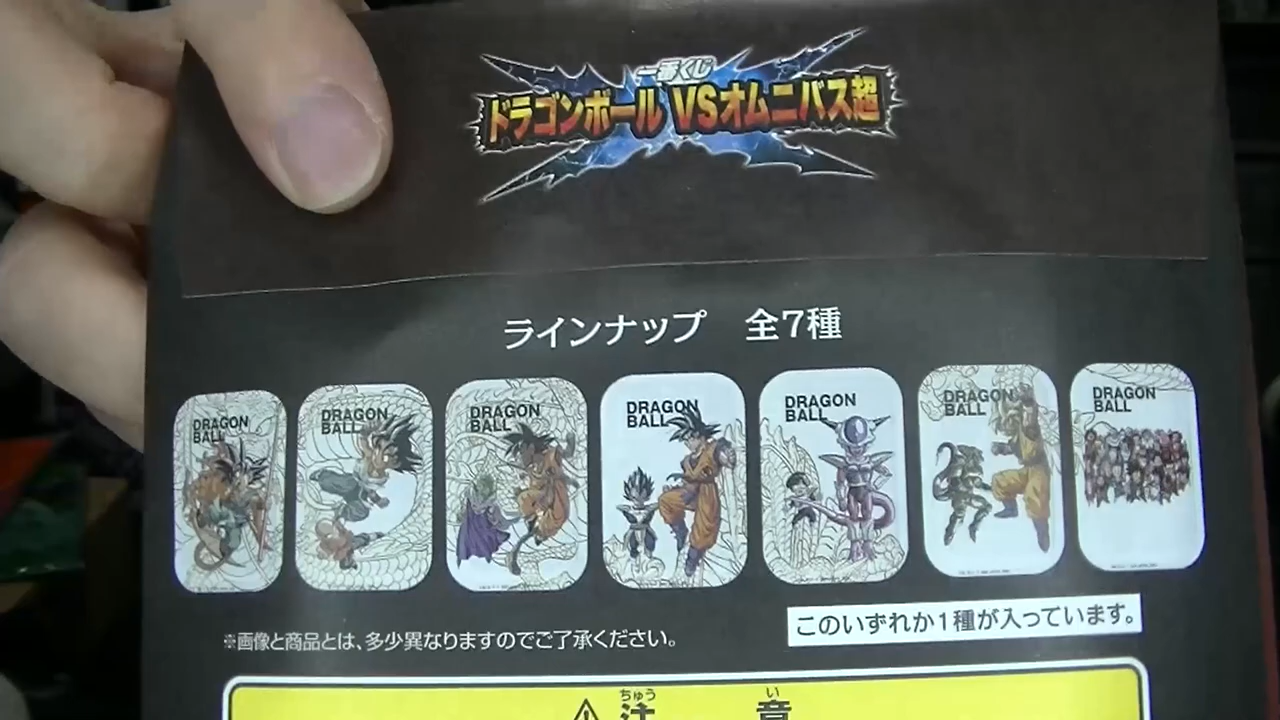 一番くじ
ドラゴンボール VSオムニバス超
ラインナップ 全7種
DRAGON BALL
DRAGON BALL
DRAGON BALL
DRAGON BALL
DRAGON BALL
DRAGON BALL
DRAGON BALL
このいずれか1種が入っています。
※画像と商品とは、多少異なりますのでご了承ください。
ちゅう い
注 意